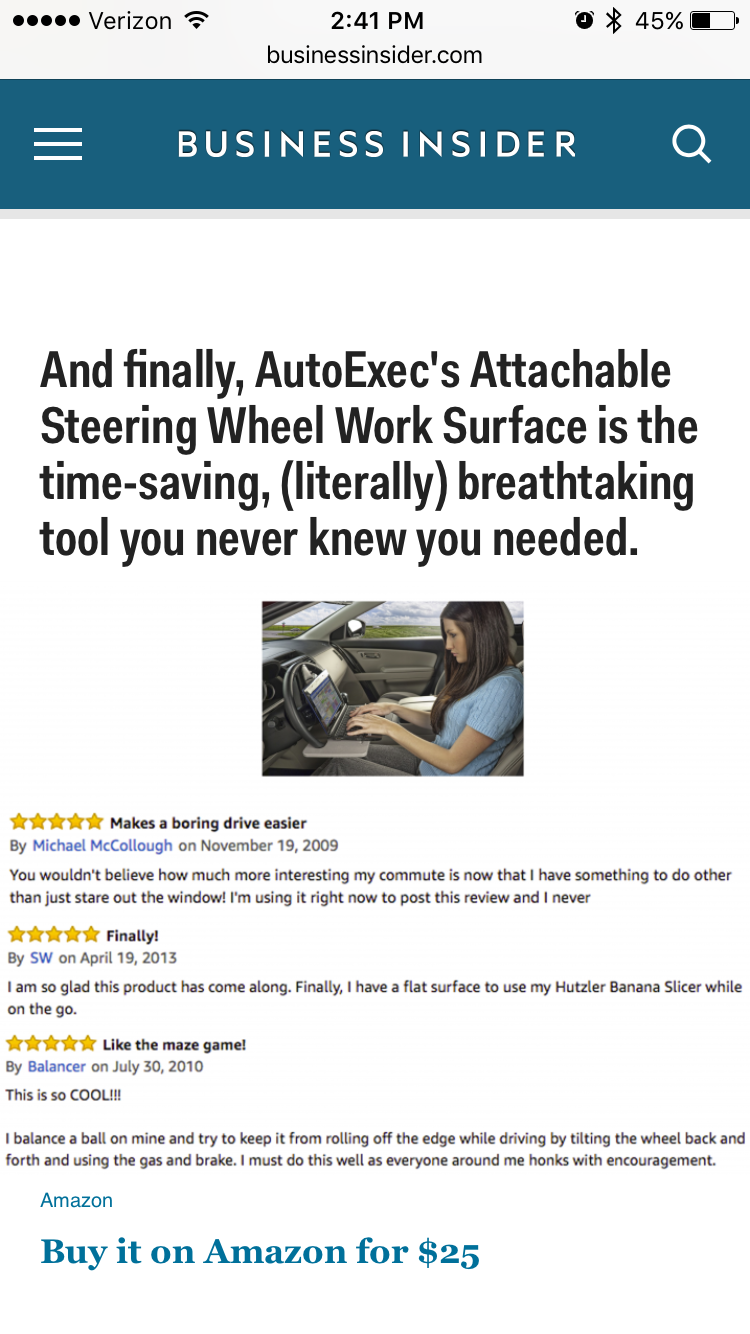 Verizon 2:41 PM 45%
businessinsider.com
BUSINESS INSIDER
And finally, AutoExec's Attachable
Steering Wheel Work Surface is the
time-saving, (literally) breathtaking
tool you never knew you needed.
Makes a boring drive easier
By Michael McCollough on November 19, 2009
You wouldn't believe how much more interesting my commute is now that I have something to do other
than just stare out the window! I'm using it right now to post this review and I never
Finally!
By SW on April 19, 2013
I am so glad this product has come along. Finally, I have a flat surface to use my Hutzler Banana Slicer while
on the go.
Like the maze game!
By Balancer on July 30, 2010
This is so COOL!!!
I balance a ball on mine and try to keep it from rolling off the edge while driving by tilting the wheel back and
forth and using the gas and brake. I must do this well as everyone around me honks with encouragement.
Amazon
Buy it on Amazon for $25